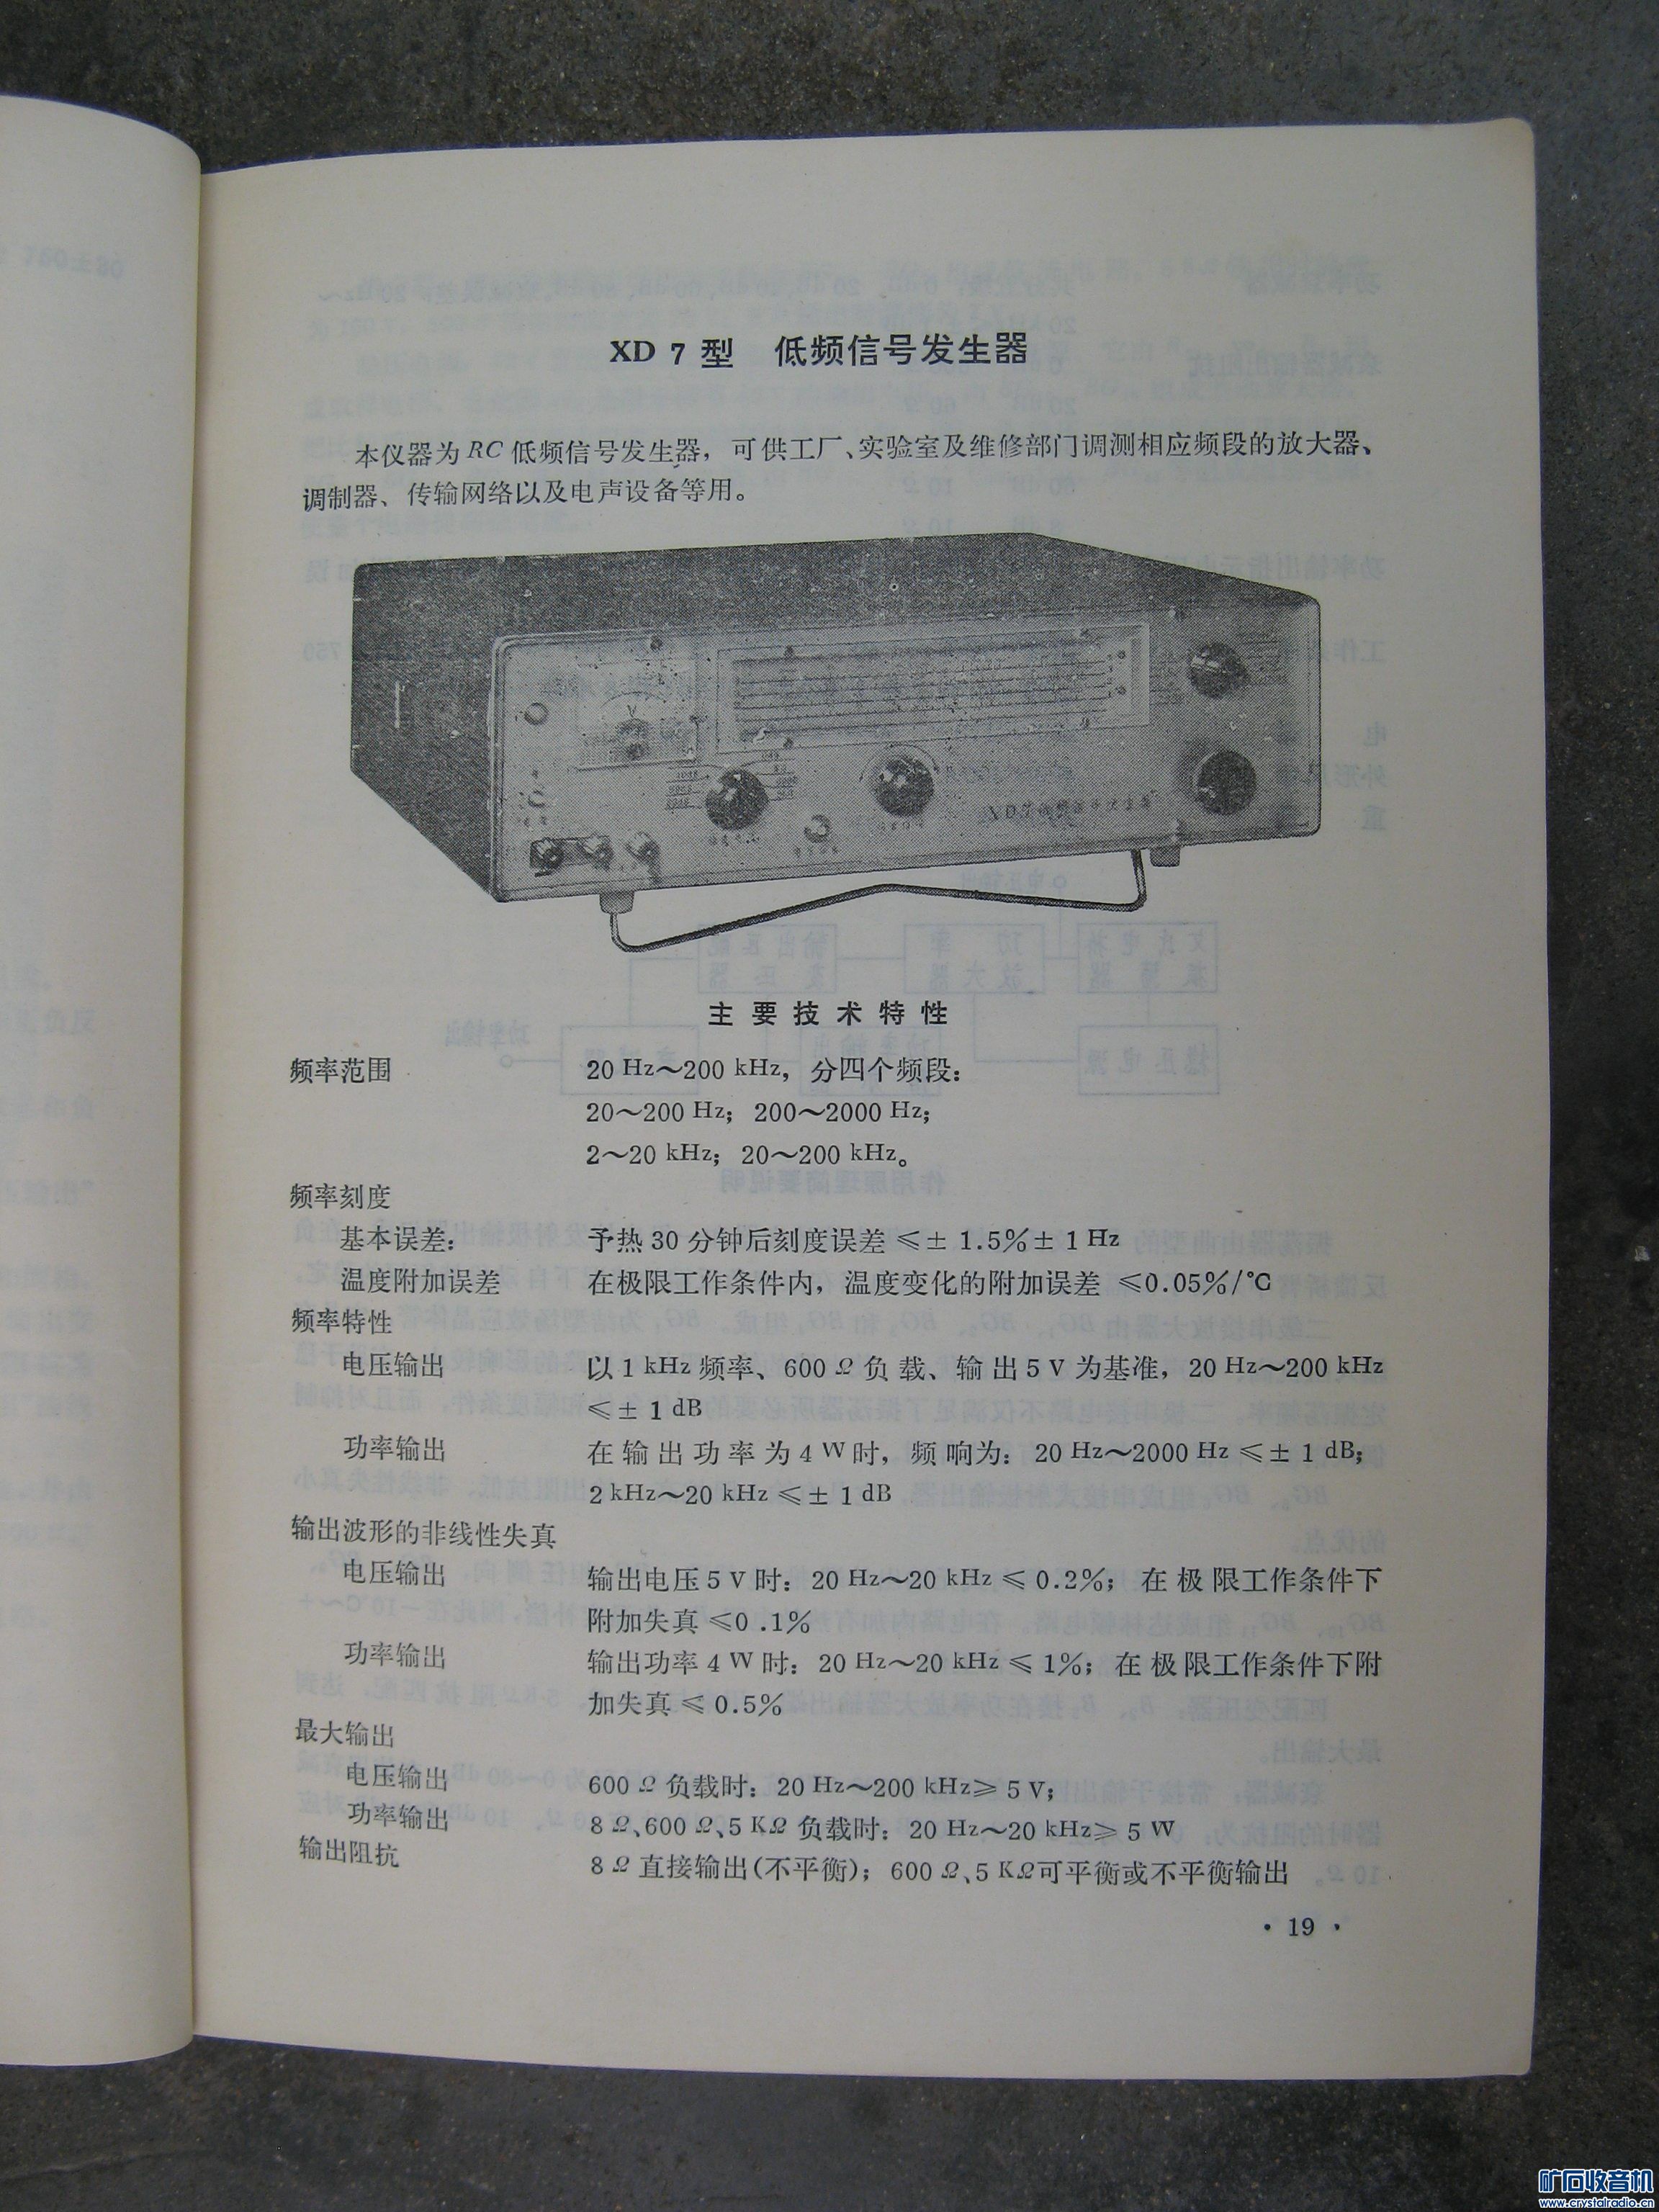 XD 7 型 低频信号发生器
本仪器为 RC 低频信号发生器，可供工厂、实验室及维修部门调测相应频段的放大器、
调制器、传输网络以及电声设备等用。
主要技术特性
频率范围 20 Hz～200 kHz，分四个频段：
20～200 Hz；200～2000 Hz；
2～20 kHz；20～200 kHz。
频率刻度
基本误差： 予热 30 分钟后刻度误差 ≤± 1.5%± 1 Hz
温度附加误差 在极限工作条件内，温度变化的附加误差 ≤0.05%/℃
频率特性
电压输出 以 1 kHz 频率、600 Ω 负载、输出 5 V 为基准，20 Hz～200 kHz
≤± 1 dB
功率输出 在输出功率为 4 W 时，频响为：20 Hz～2000 Hz ≤± 1 dB；
2 kHz～20 kHz ≤± 1 dB
输出波形的非线性失真
电压输出 输出电压 5 V 时：20 Hz～20 kHz ≤ 0.2%；在极限工作条件下
附加失真 ≤0.1%
功率输出 输出功率 4 W 时：20 Hz～20 kHz ≤ 1%；在极限工作条件下附
加失真 ≤ 0.5%
最大输出
电压输出 600 Ω 负载时：20 Hz～200 kHz≥ 5 V；
功率输出 8 Ω、600 Ω、5 KΩ 负载时：20 Hz～20 kHz≥ 5 W
输出阻抗 8 Ω 直接输出(不平衡)；600 Ω、5 KΩ可平衡或不平衡输出
· 19 ·
矿石收音机
www.crystalradio.cn